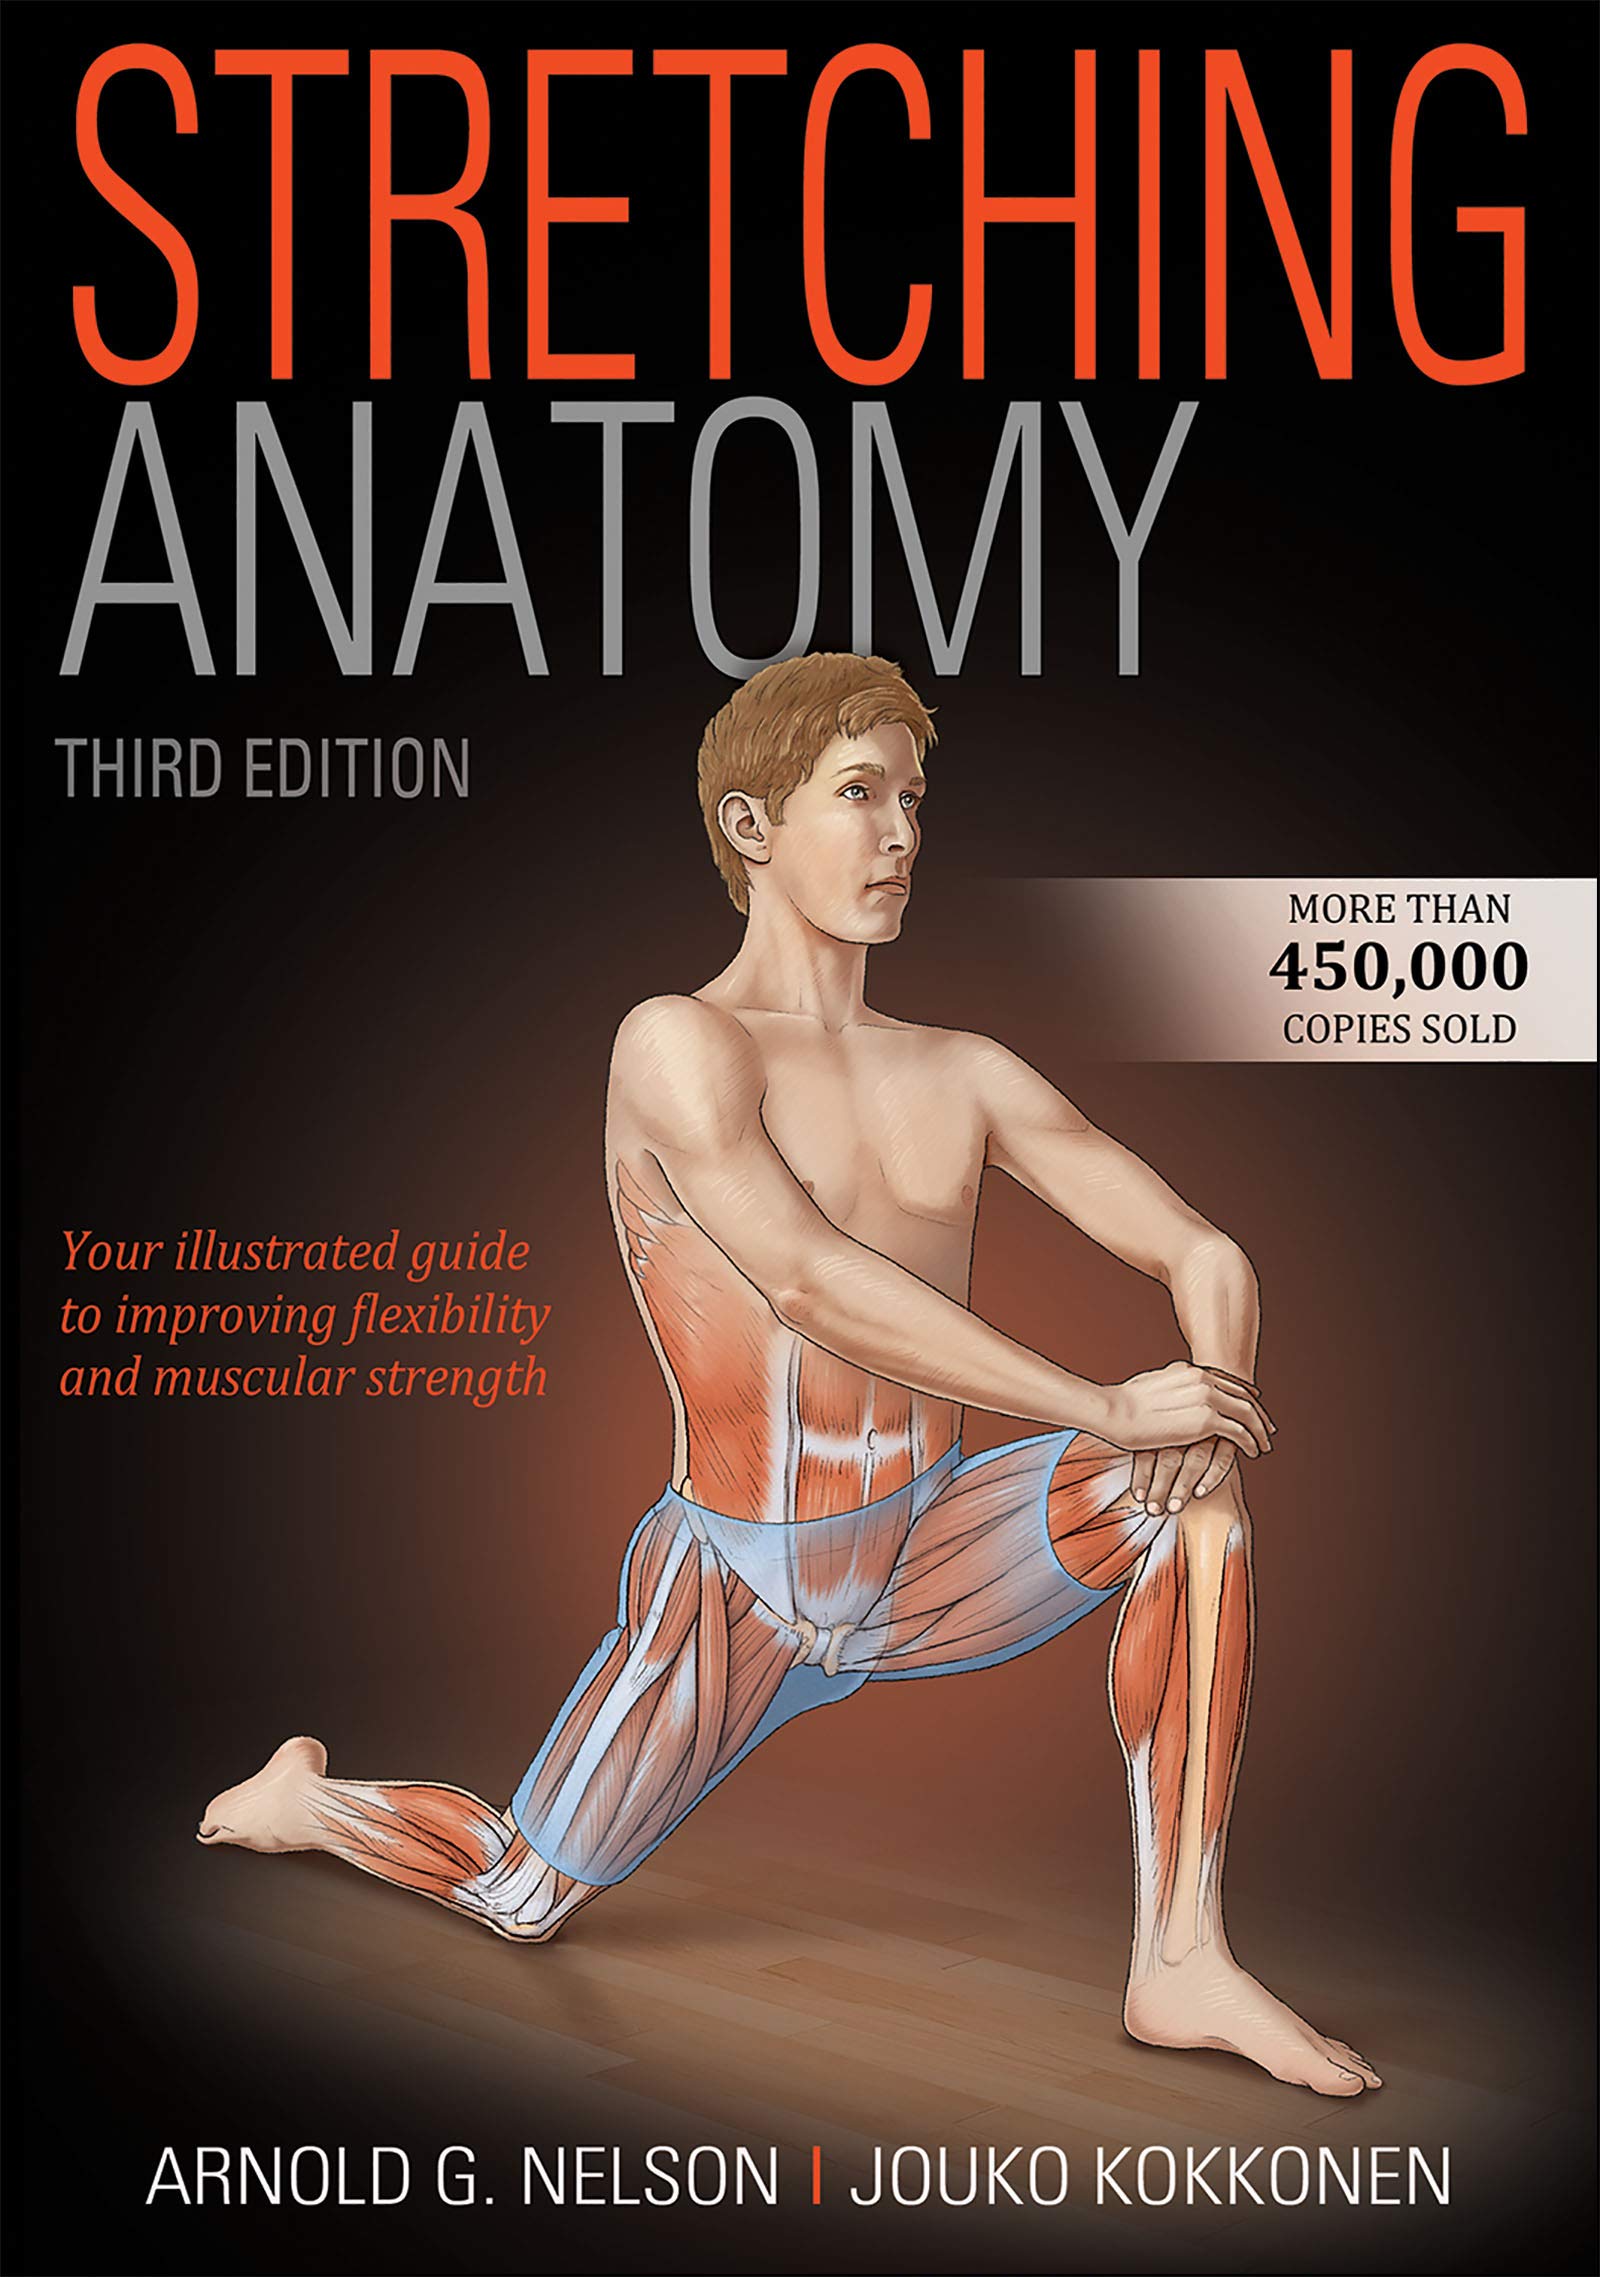 STRETCHING
ANATOMY
THIRD EDITION
MORE THAN
450,000
COPIES SOLD
Your illustrated guide
to improving flexibility
and muscular strength
ARNOLD G. NELSON | JOUKO KOKKONEN